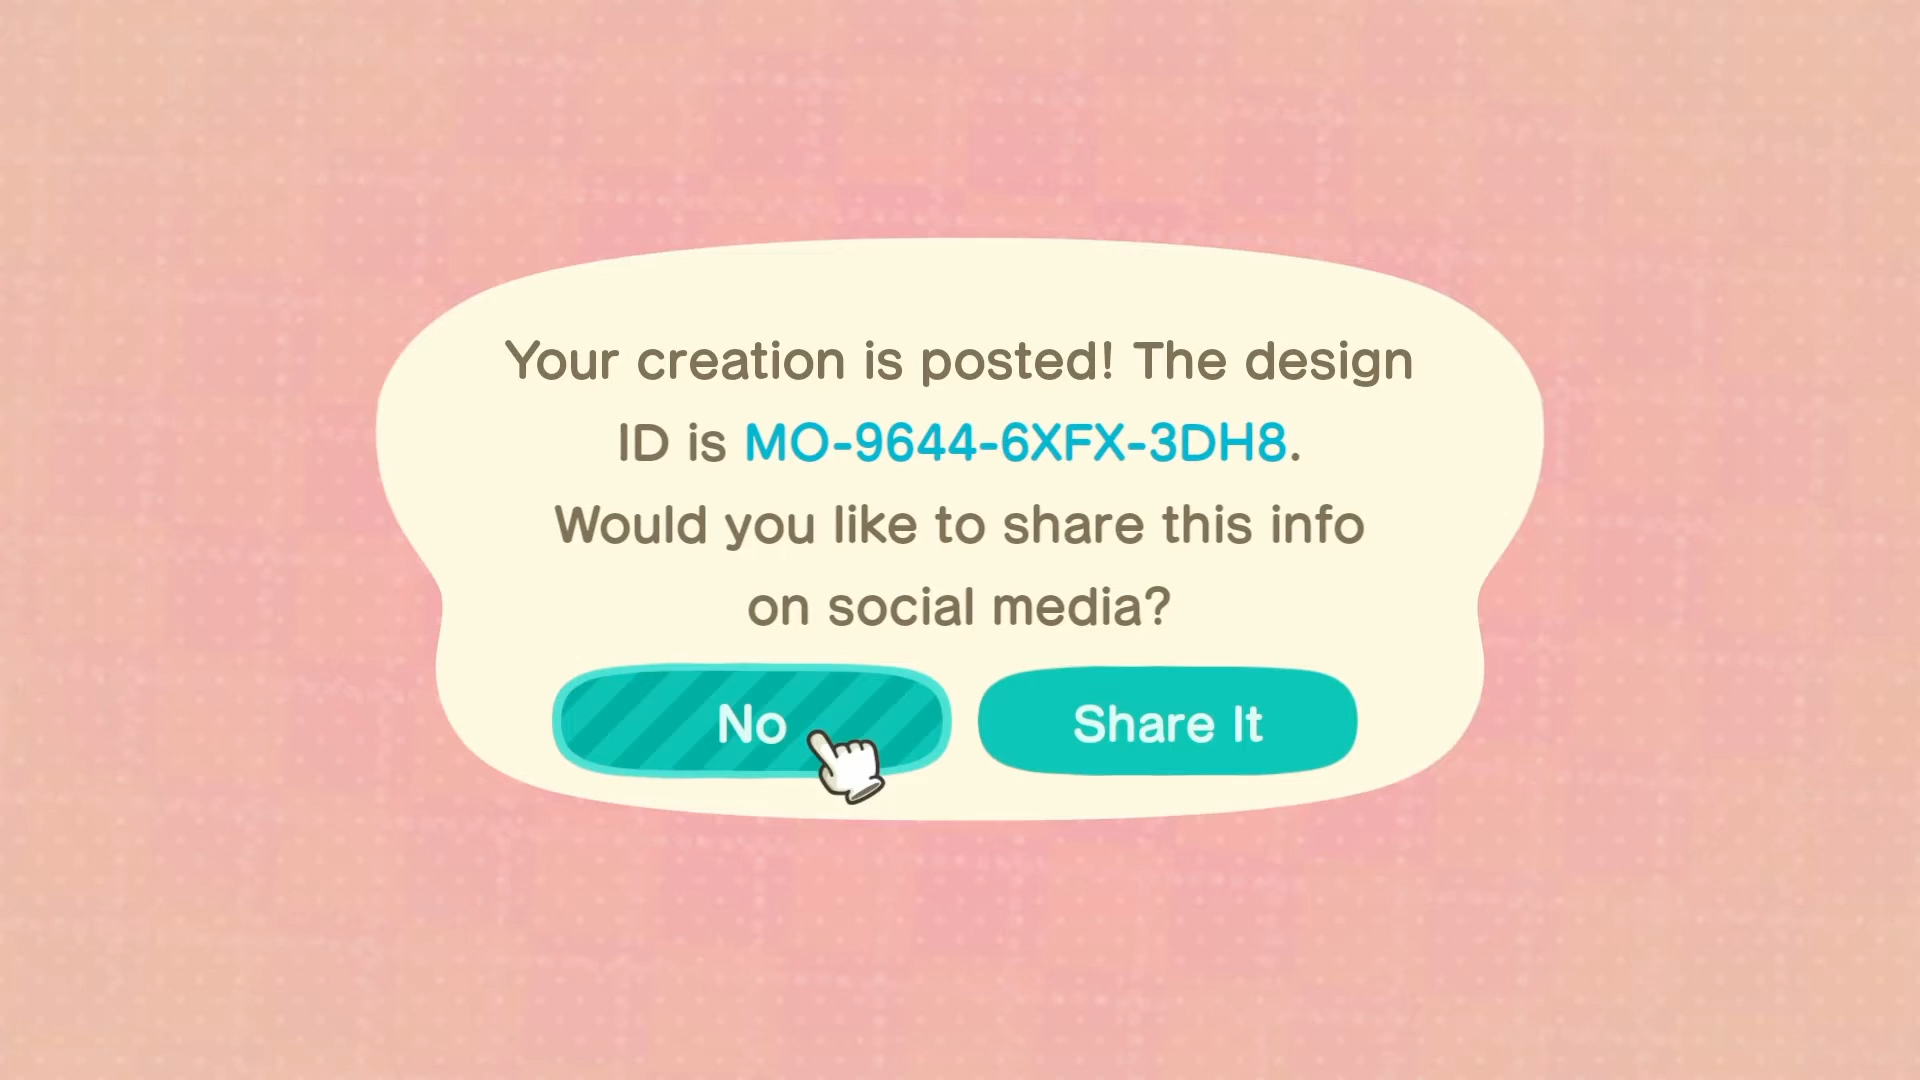 Your creation is posted! The design
ID is MO-9644-6XFX-3DH8.
Would you like to share this info
on social media?
No
Share It